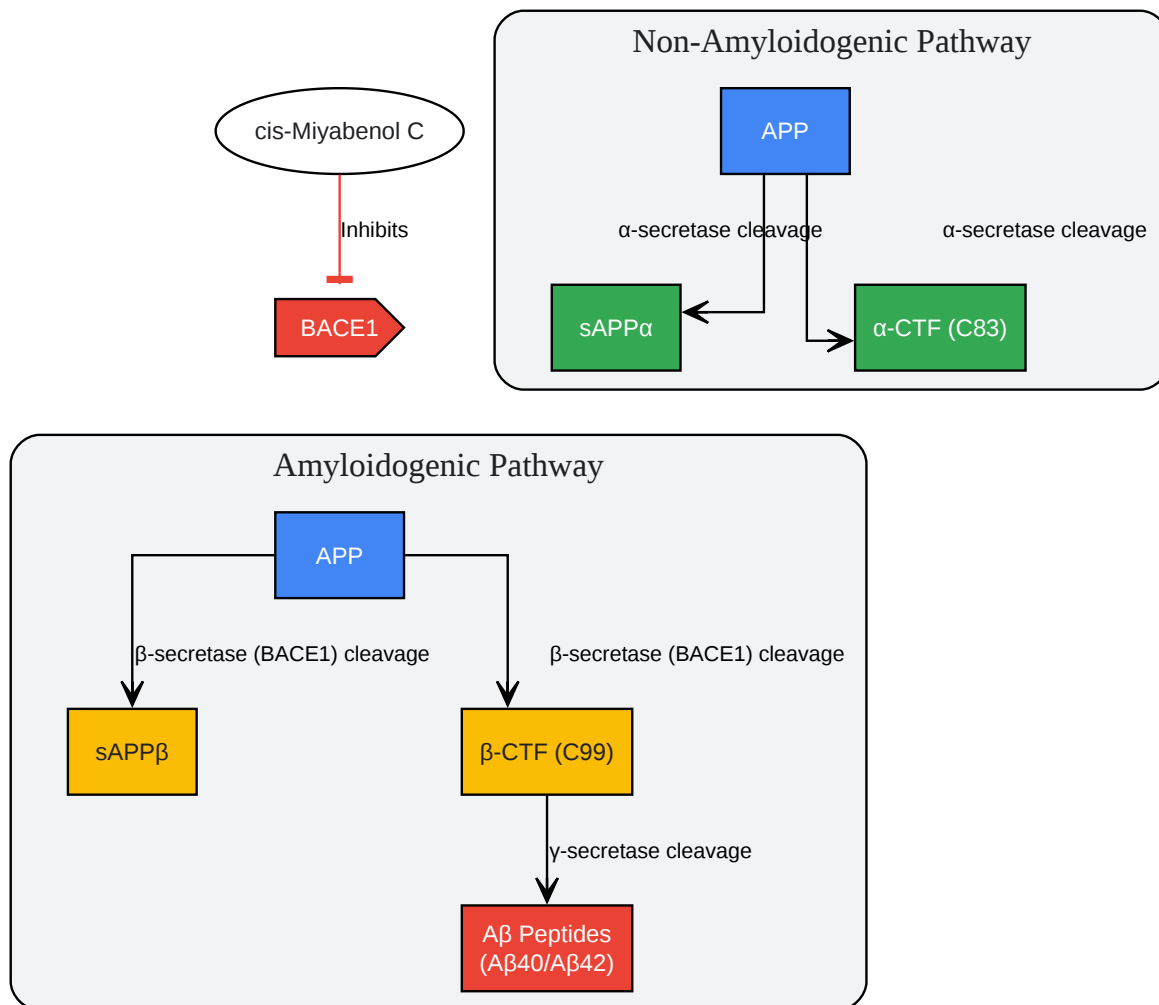 Non-Amyloidogenic Pathway
cis-Miyabenol C
APP
Inhibits
α-secretase cleavage
α-secretase cleavage
BACE1
sAPPα
α-CTF (C83)
Amyloidogenic Pathway
APP
β-secretase (BACE1) cleavage
β-secretase (BACE1) cleavage
sAPPβ
β-CTF (C99)
γ-secretase cleavage
Aβ Peptides
(Aβ40/Aβ42)